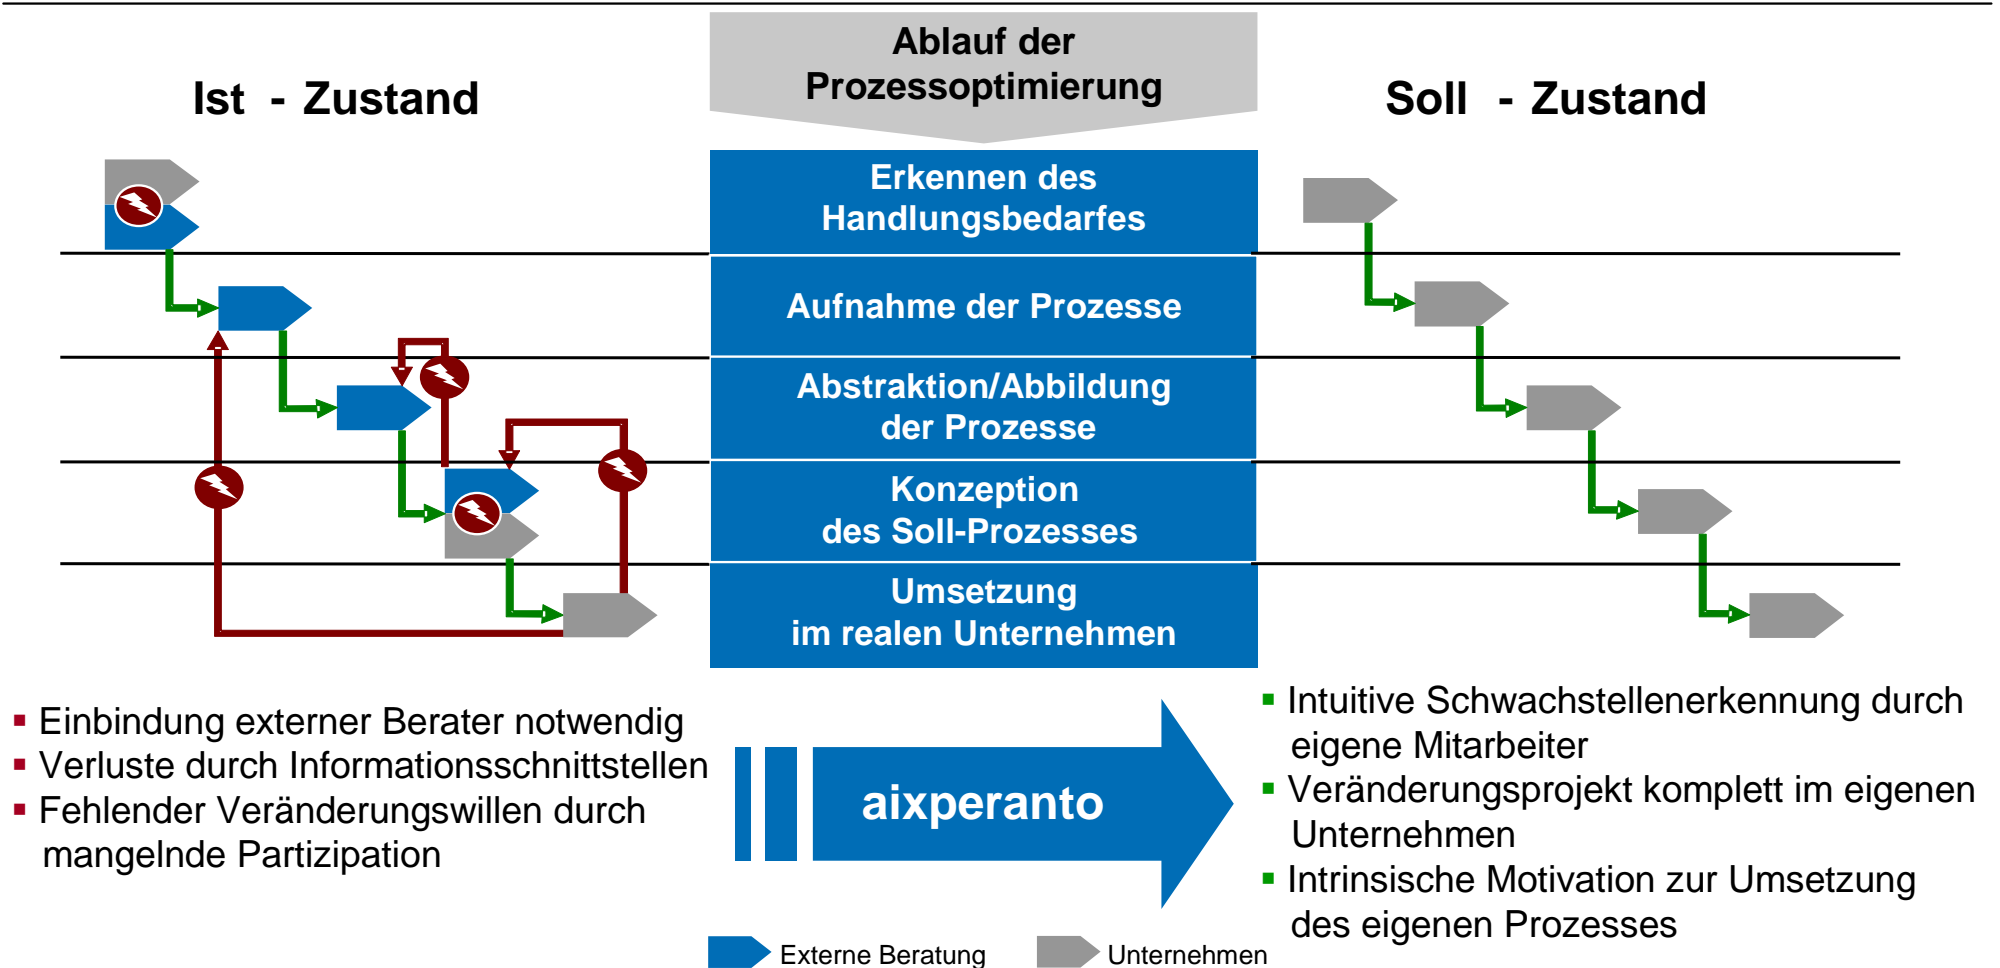 Ablauf der
Prozessoptimierung
Ist - Zustand
Soll - Zustand
Erkennen des
Handlungsbedarfes
Aufnahme der Prozesse
Abstraktion/Abbildung
der Prozesse
Konzeption
des Soll-Prozesses
Umsetzung
im realen Unternehmen
▪ Einbindung externer Berater notwendig
▪ Verluste durch Informationsschnittstellen
▪ Fehlender Veränderungswillen durch
mangelnde Partizipation
aixperanto
▪ Intuitive Schwachstellenerkennung durch
eigene Mitarbeiter
▪ Veränderungsprojekt komplett im eigenen
Unternehmen
▪ Intrinsische Motivation zur Umsetzung
des eigenen Prozesses
Externe Beratung
Unternehmen